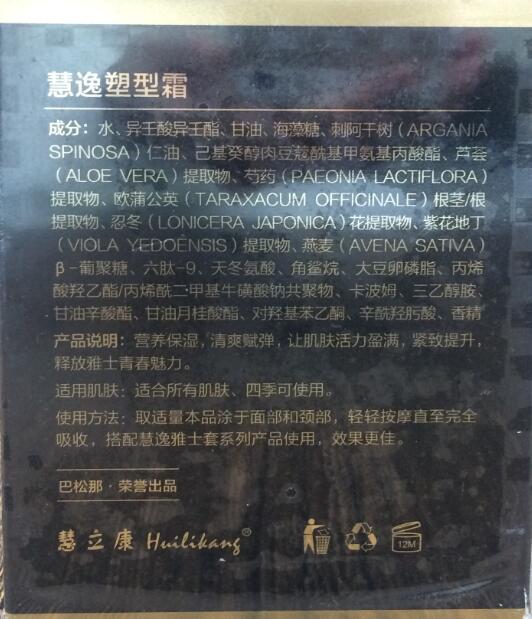 慧逸塑型霜
成分：水、异壬酸异壬酯、甘油、海藻糖、刺阿干树（ARGANIA
SPINOSA）仁油、己基癸醇肉豆蔻酰基甲氨基丙酸酯、芦荟
（ALOE VERA）提取物、芍药（PAEONIA LACTIFLORA）
提取物、欧蒲公英（TARAXACUM OFFICINALE）根茎/根
提取物、忍冬（LONICERA JAPONICA）花提取物、紫花地丁
（VIOLA YEDOENSIS）提取物、燕麦（AVENA SATIVA）
β-葡聚糖、六肽-9、天冬氨酸、角鲨烷、大豆卵磷脂、丙烯
酸羟乙酯/丙烯酰二甲基牛磺酸钠共聚物、卡波姆、三乙醇胺、
甘油辛酸酯、甘油月桂酸酯、对羟基苯乙酮、辛酰羟肟酸、香精
产品说明：营养保湿，清爽赋弹，让肌肤活力盈满，紧致提升，
释放雅士青春魅力。
适用肌肤：适合所有肌肤、四季可使用。
使用方法：取适量本品涂于面部和颈部，轻轻按摩直至完全
吸收，搭配慧逸雅士套系列产品使用，效果更佳。
巴松那·荣誉出品
慧立康 Huilikang®
12M